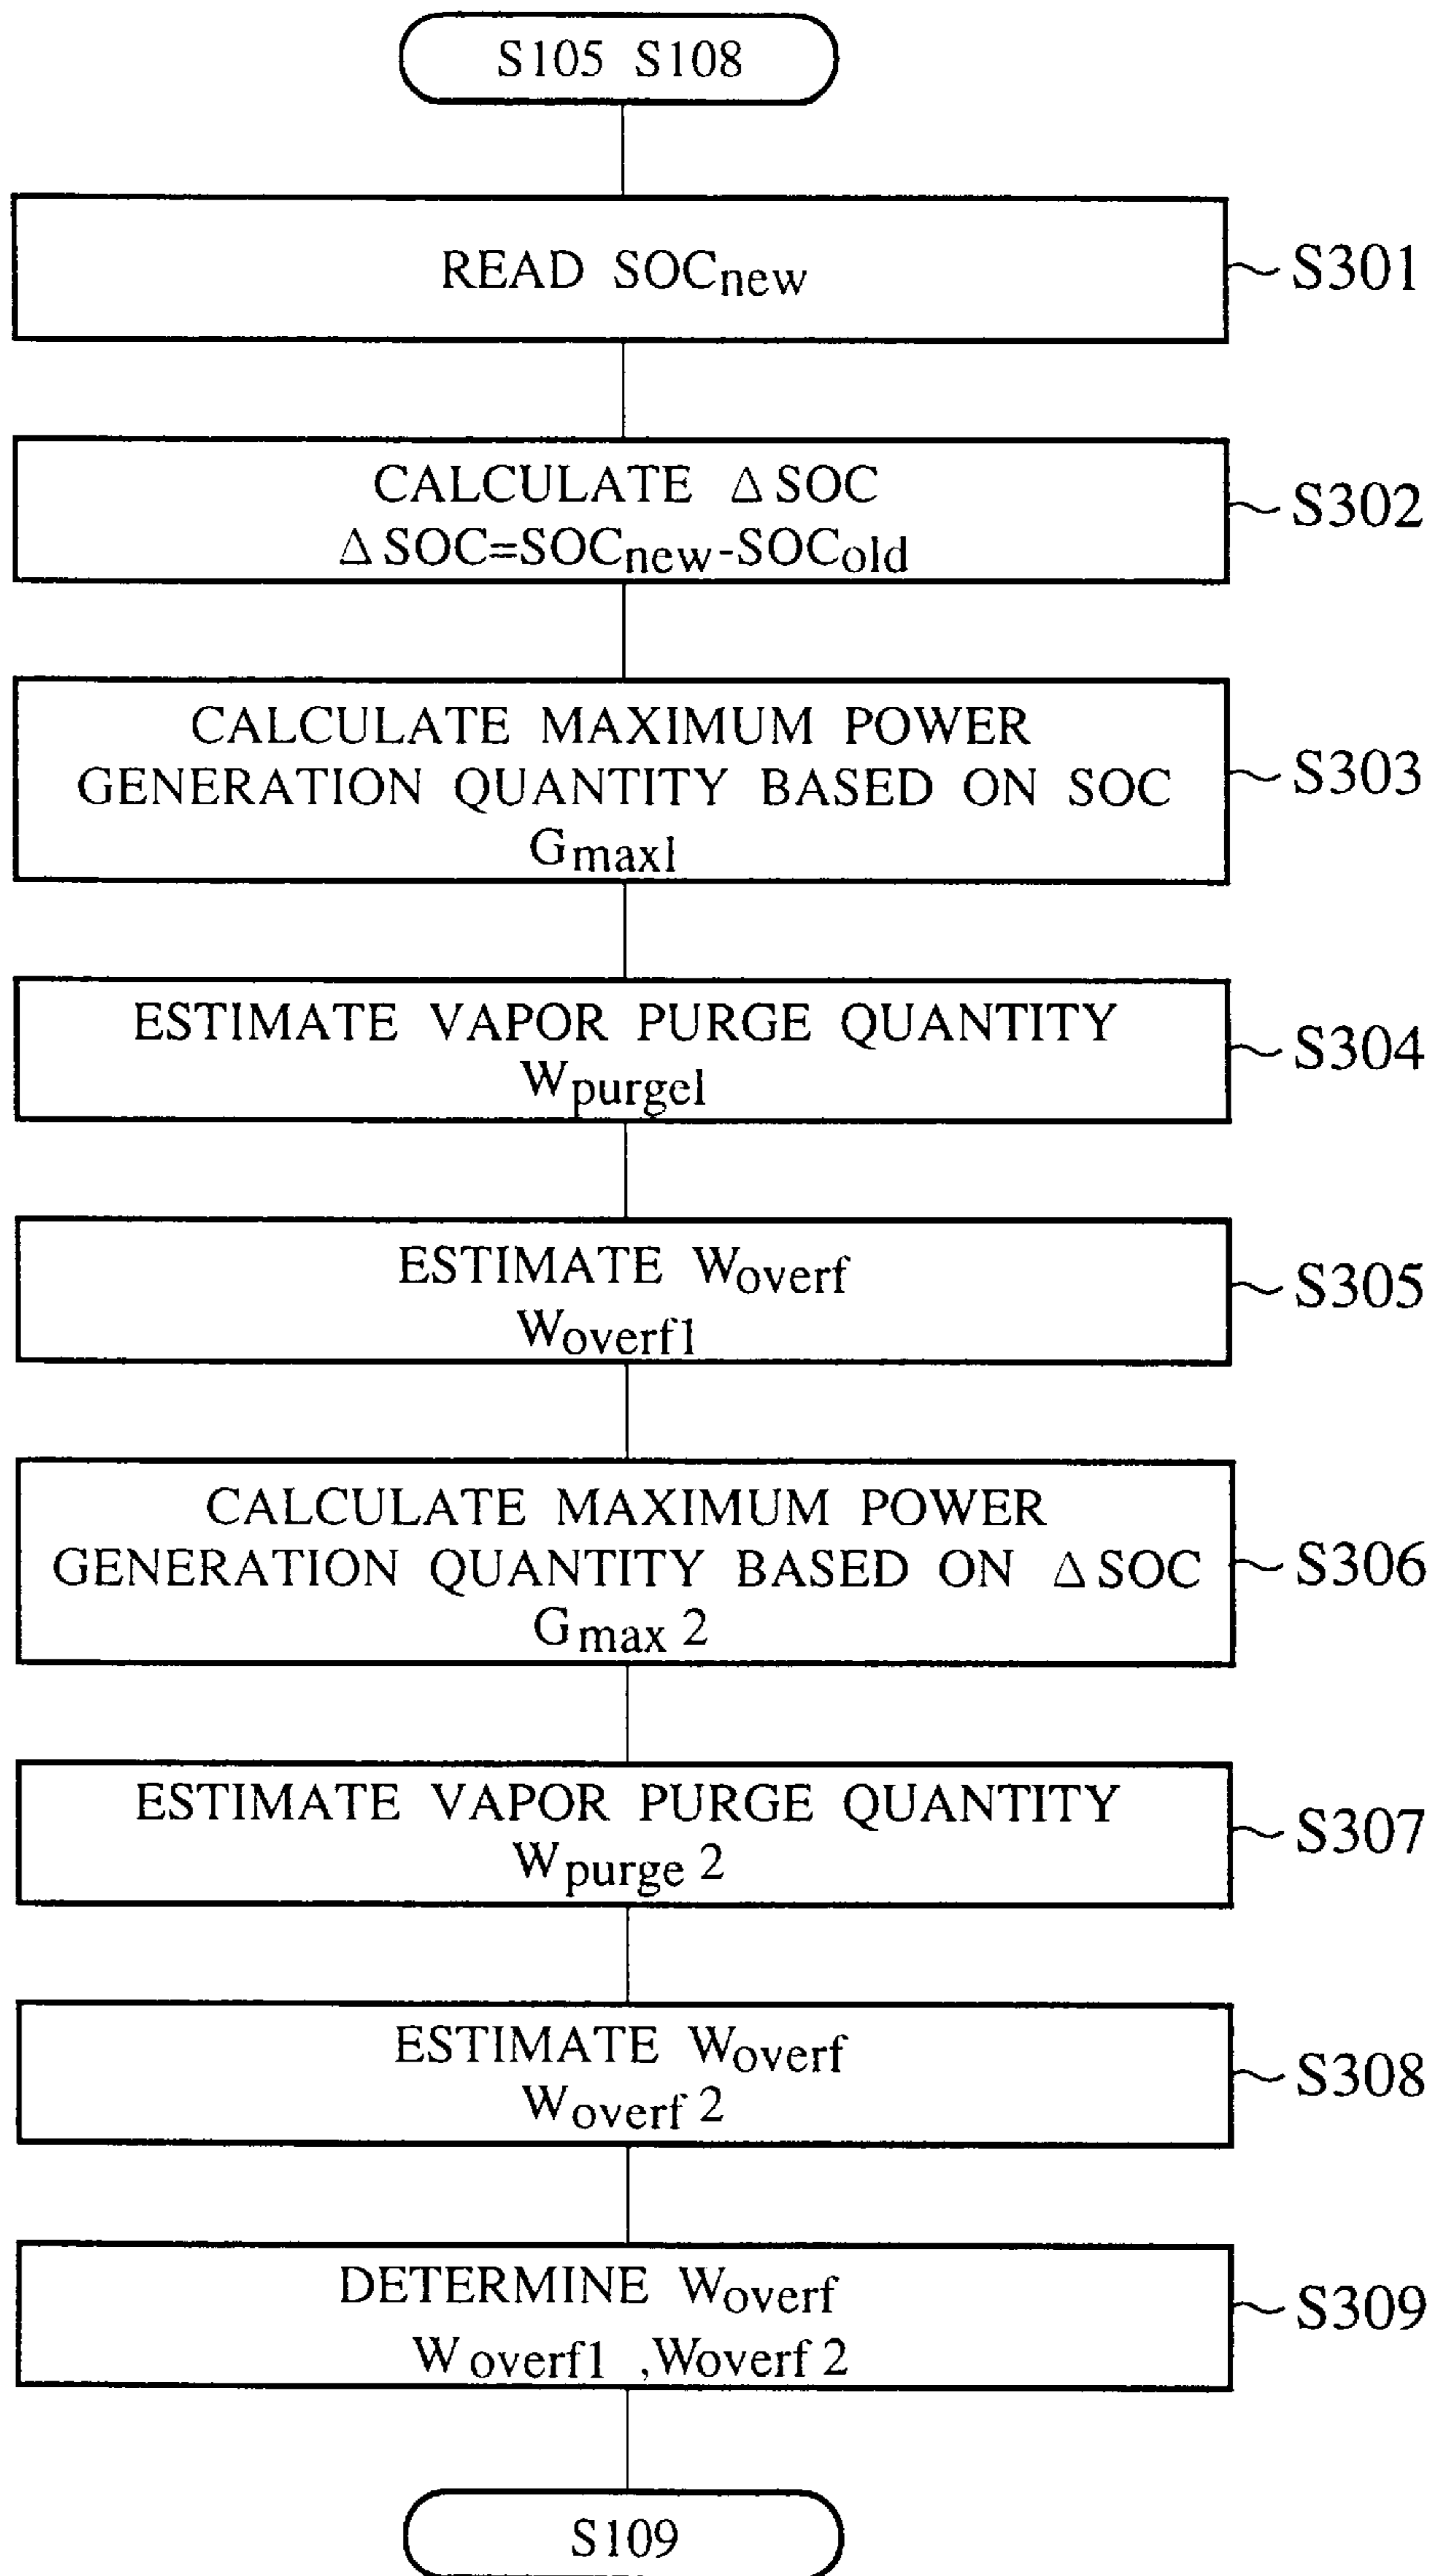 S105 S108
READ SOCnew
S301
CALCULATE ΔSOC
ΔSOC=SOCnew-SOCold
S302
CALCULATE MAXIMUM POWER
GENERATION QUANTITY BASED ON SOC
Gmax1
S303
ESTIMATE VAPOR PURGE QUANTITY
Wpurge1
S304
ESTIMATE Woverf
Woverf1
S305
CALCULATE MAXIMUM POWER
GENERATION QUANTITY BASED ON ΔSOC
Gmax 2
S306
ESTIMATE VAPOR PURGE QUANTITY
Wpurge 2
S307
ESTIMATE Woverf
Woverf 2
S308
DETERMINE Woverf
Woverf1 ,Woverf 2
S309
S109